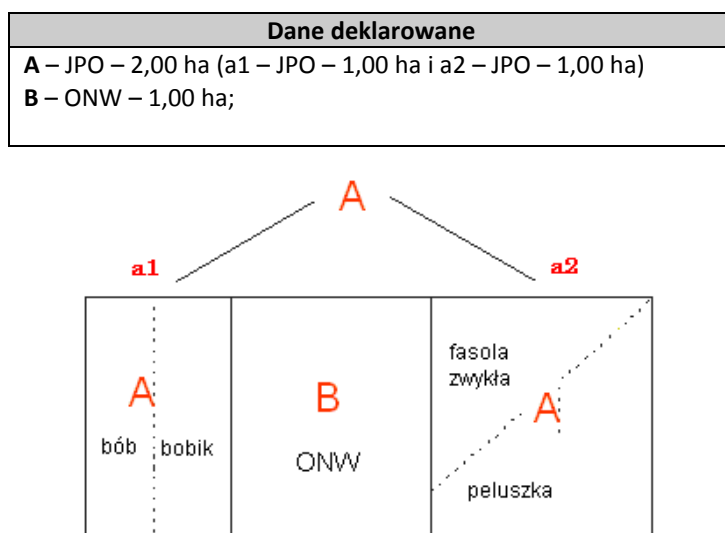 Dane deklarowane
A – JPO – 2,00 ha (a1 – JPO – 1,00 ha i a2 – JPO – 1,00 ha)
B – ONW – 1,00 ha;
A
a1
a2
A
bób
bobik
B
ONW
fasola
zwykła
A
peluszka